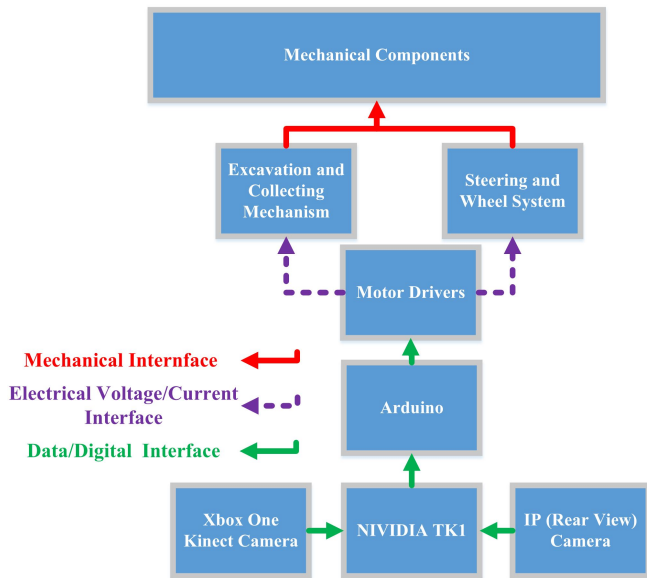 Mechanical Components
Excavation and
Collecting
Mechanism
Steering and
Wheel System
Motor Drivers
Mechanical Internface
Electrical Voltage/Current
Interface
Data/Digital Interface
Arduino
Xbox One
Kinect Camera
NIVIDIA TK1
IP (Rear View)
Camera